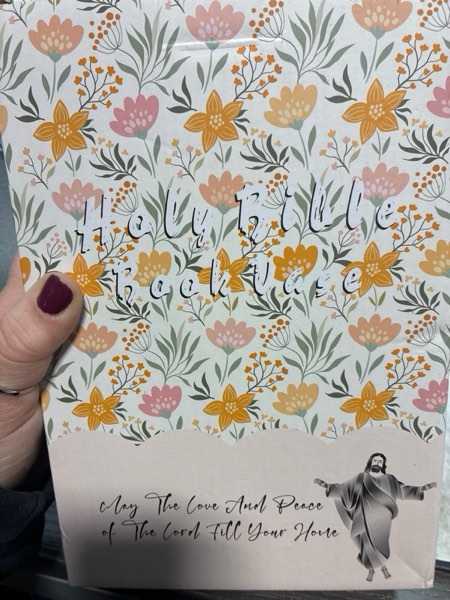 Holy Bible
Book Vase
May The Love And Peace
of The Lord Fill Your Home